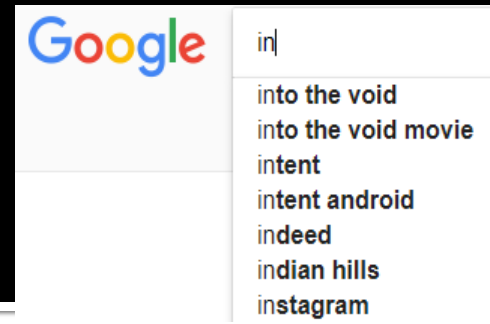 Google
in
into the void
into the void movie
intent
intent android
indeed
indian hills
instagram